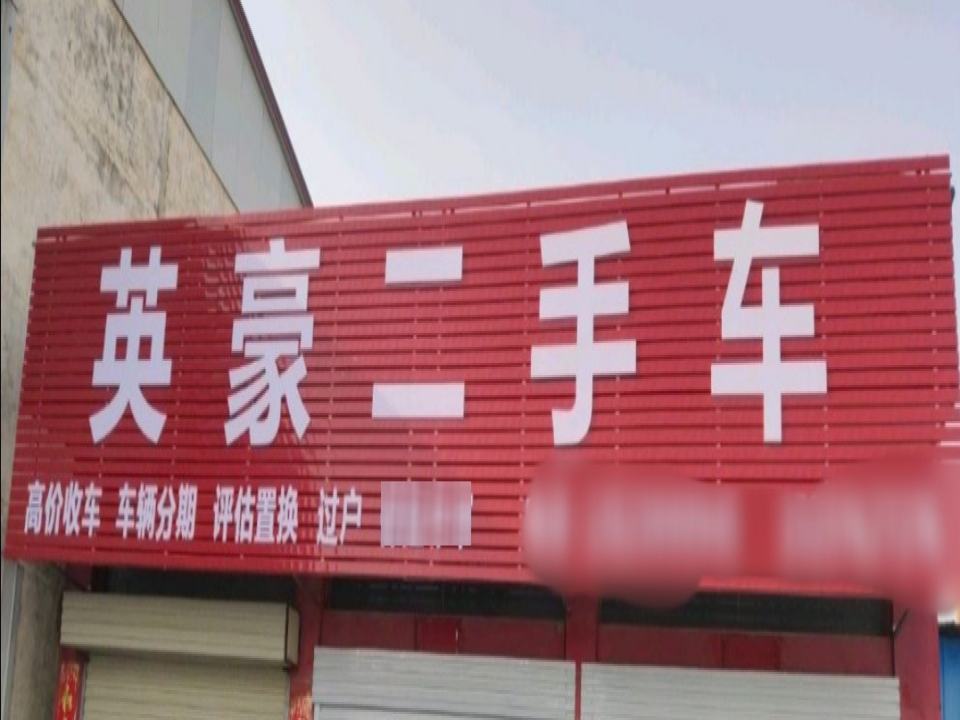 英豪二手车
高价收车 车辆分期 评估置换 过户